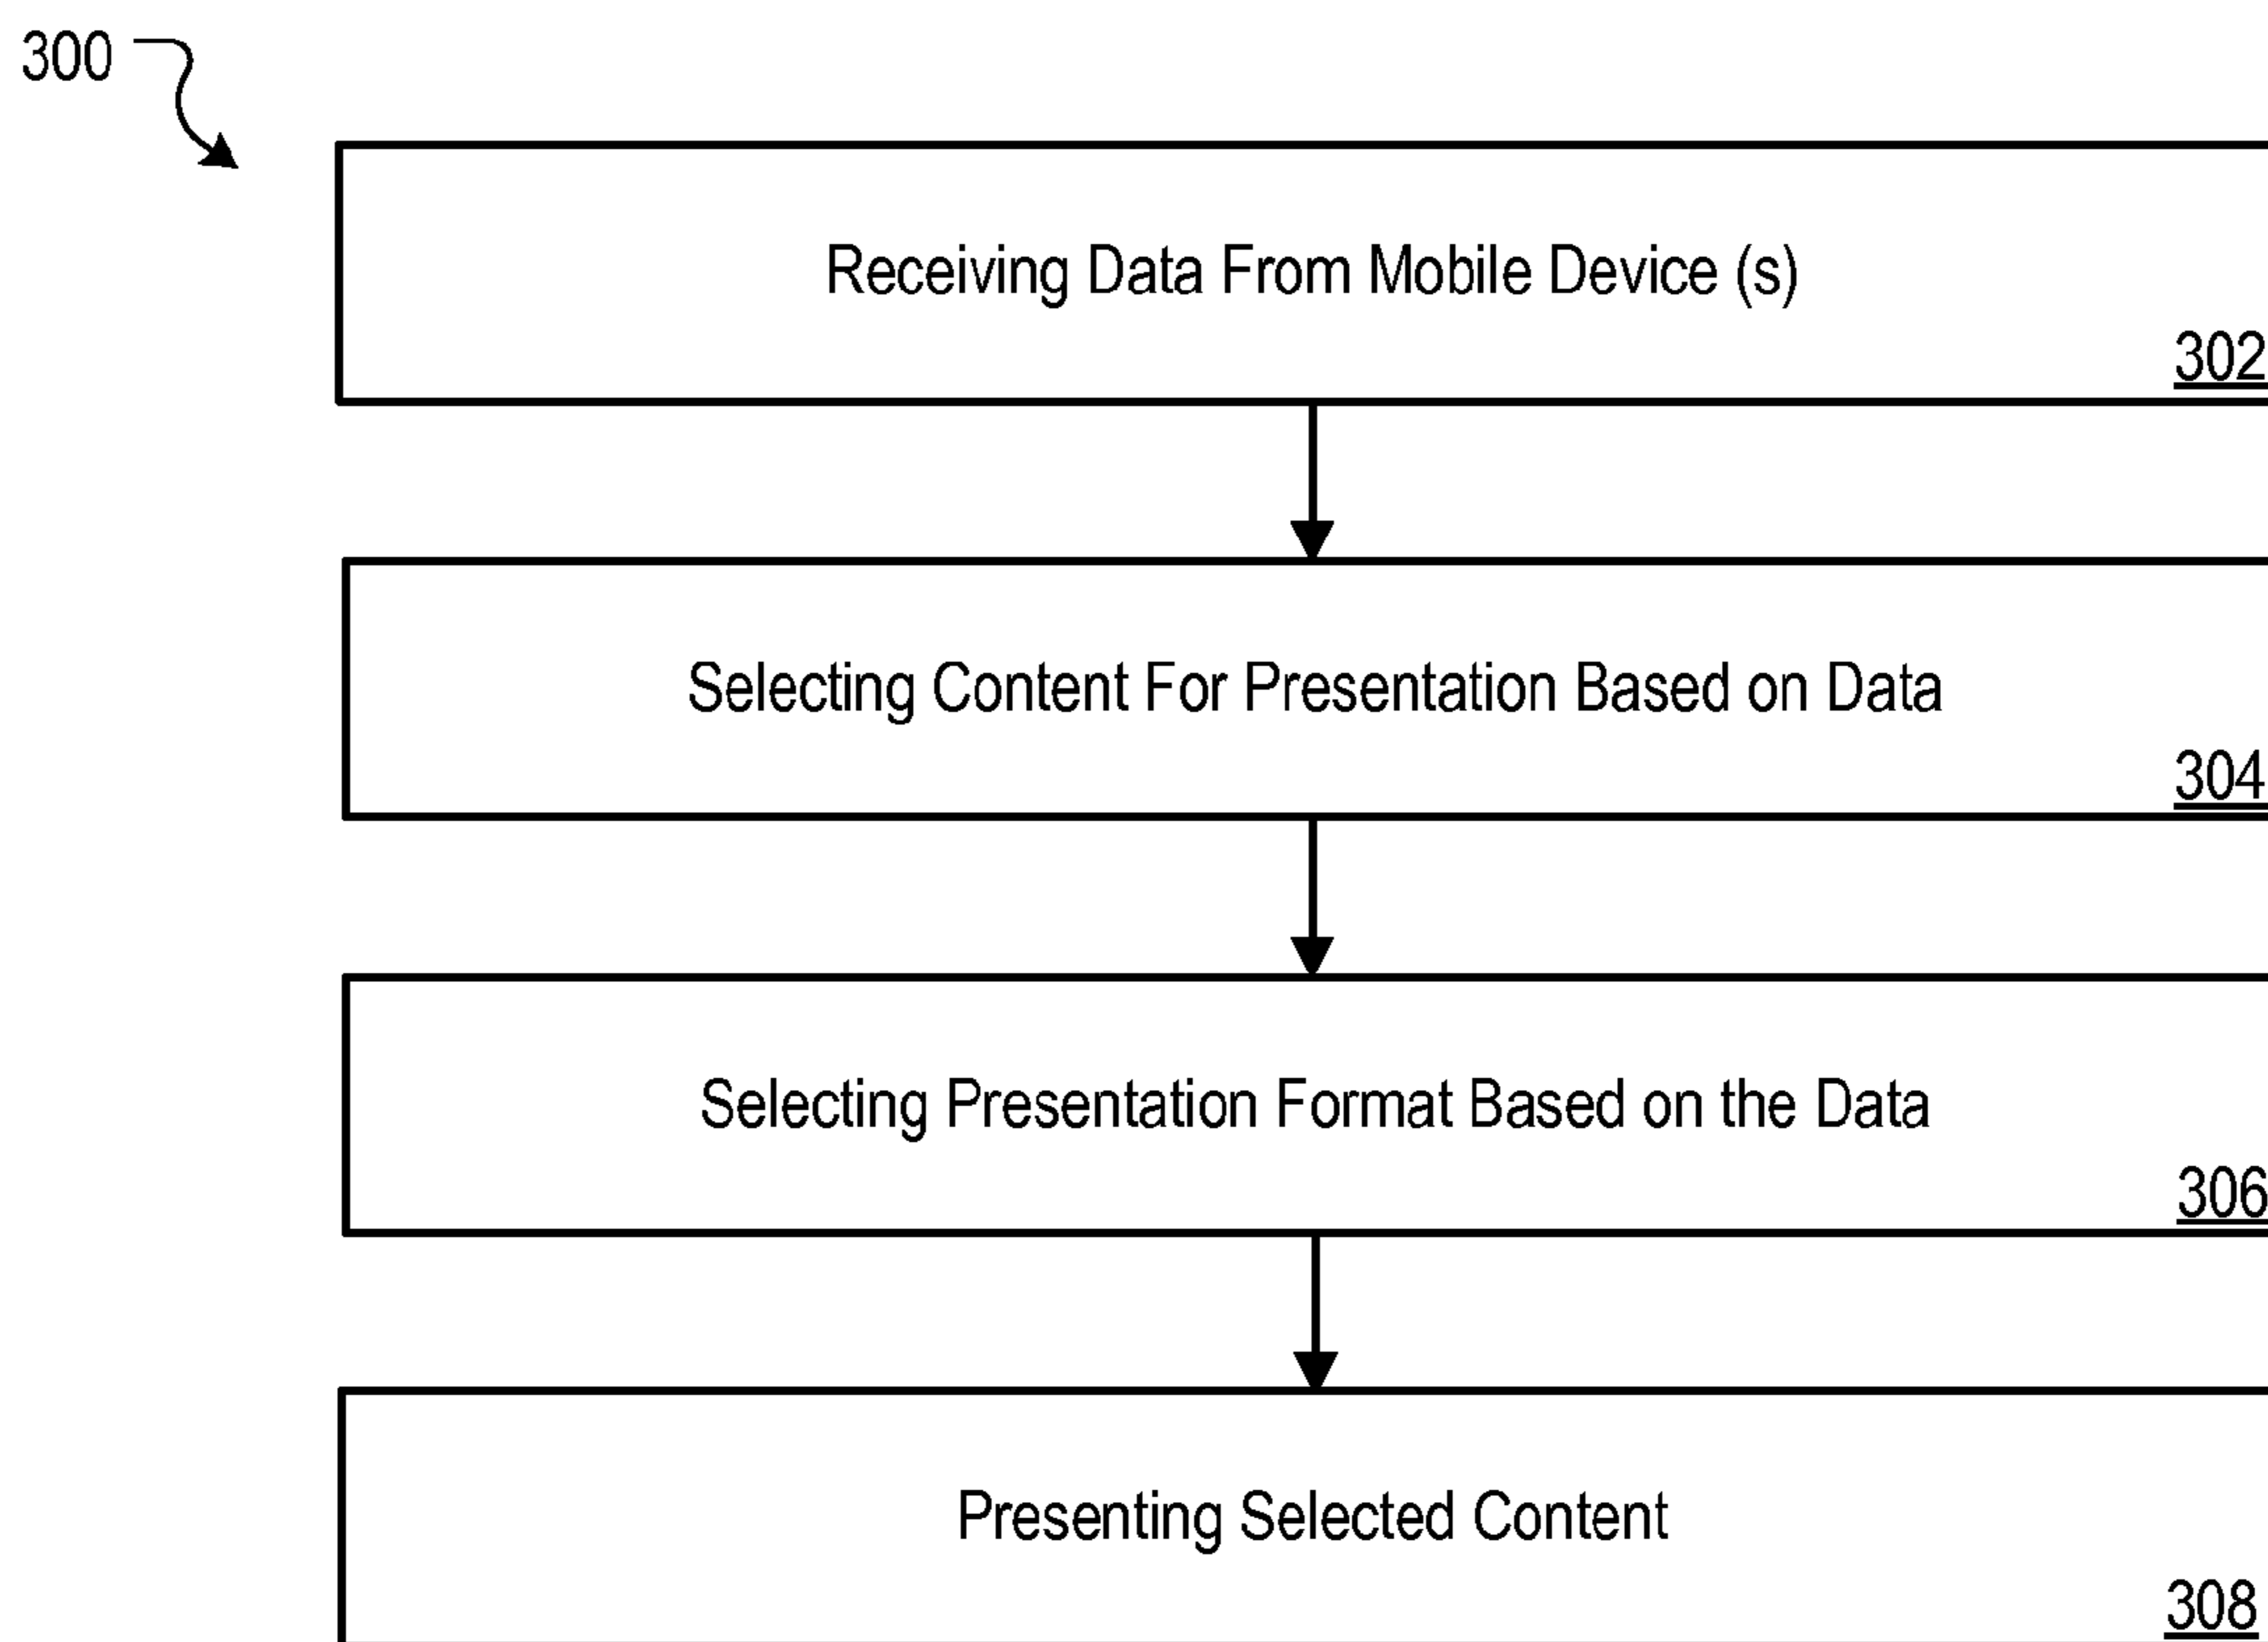 300
Receiving Data From Mobile Device (s)
302
Selecting Content For Presentation Based on Data
304
Selecting Presentation Format Based on the Data
306
Presenting Selected Content
308